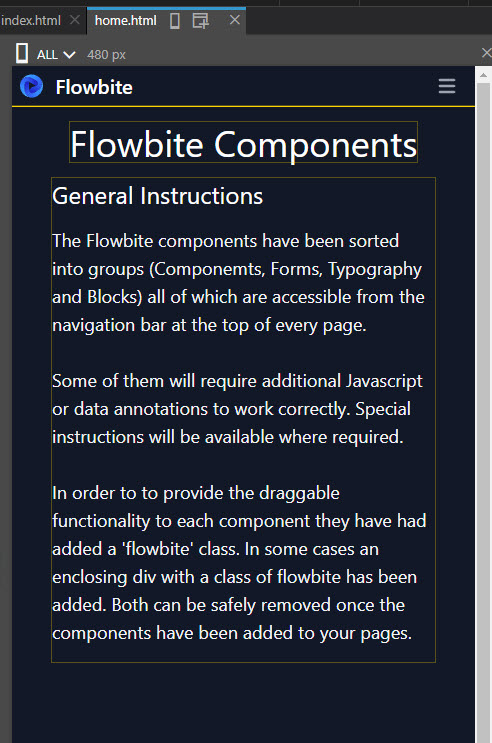 index.html
home.html
ALL 480 px
Flowbite
Flowbite Components
General Instructions
The Flowbite components have been sorted
into groups (Componemts, Forms, Typography
and Blocks) all of which are accessible from the
navigation bar at the top of every page.
Some of them will require additional Javascript
or data annotations to work correctly. Special
instructions will be available where required.
In order to to provide the draggable
functionality to each component they have had
added a 'flowbite' class. In some cases an
enclosing div with a class of flowbite has been
added. Both can be safely removed once the
components have been added to your pages.